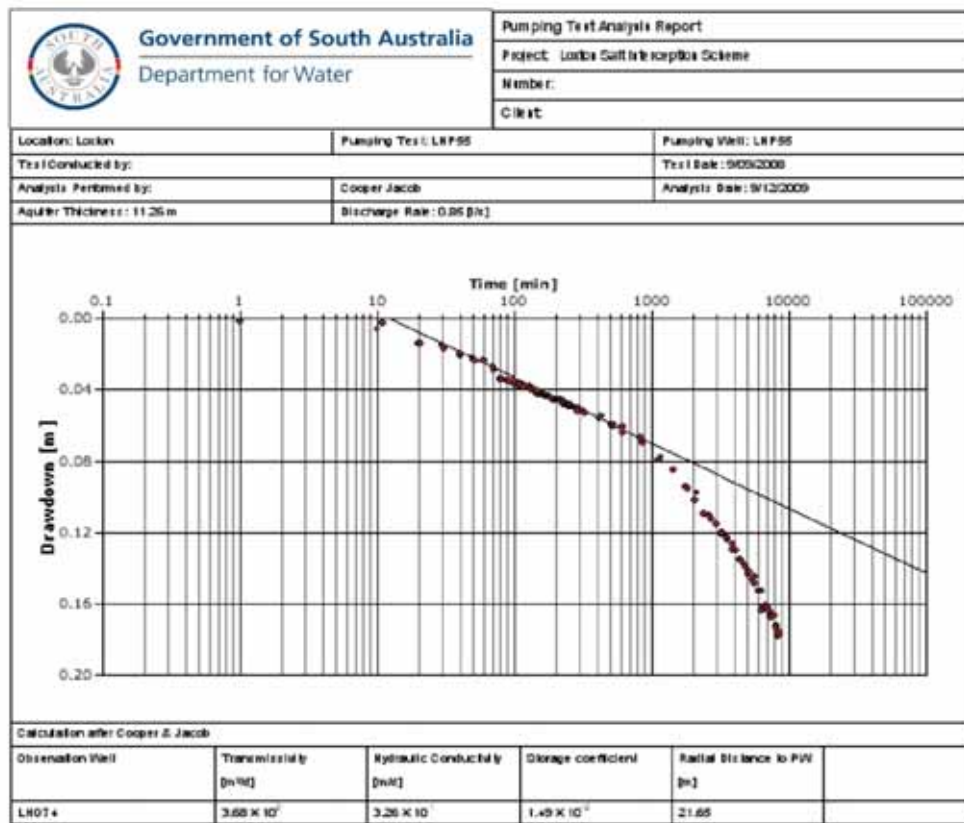 SOUTH AUSTRALIA
Government of South Australia
Department for Water
Pumping Test Analysis Report
Project: Loxton Salt Interception Scheme
Number:
Client:
Location: Loxton
Pumping Test: LHP55
Pumping Well: LHP55
Test Conducted by:
Test Date:
Analysis Performed by:
Cooper Jacob
Analysis Date: 9/12/2009
Aquifer Thickness: 11.26 m
Discharge Rate: 0.85 [l/s]
Time [min]
0.1 1 10 100 1000 10000 100000
0.00
0.04
0.08
0.12
0.16
0.20
Drawdown [m]
Calculation after Cooper & Jacob
Observation Well
Transmissivity
Hydraulic Conductivity
Storage coefficient
Radial Distance to PW
[m²/d]
[m/d]
[m]
21.65